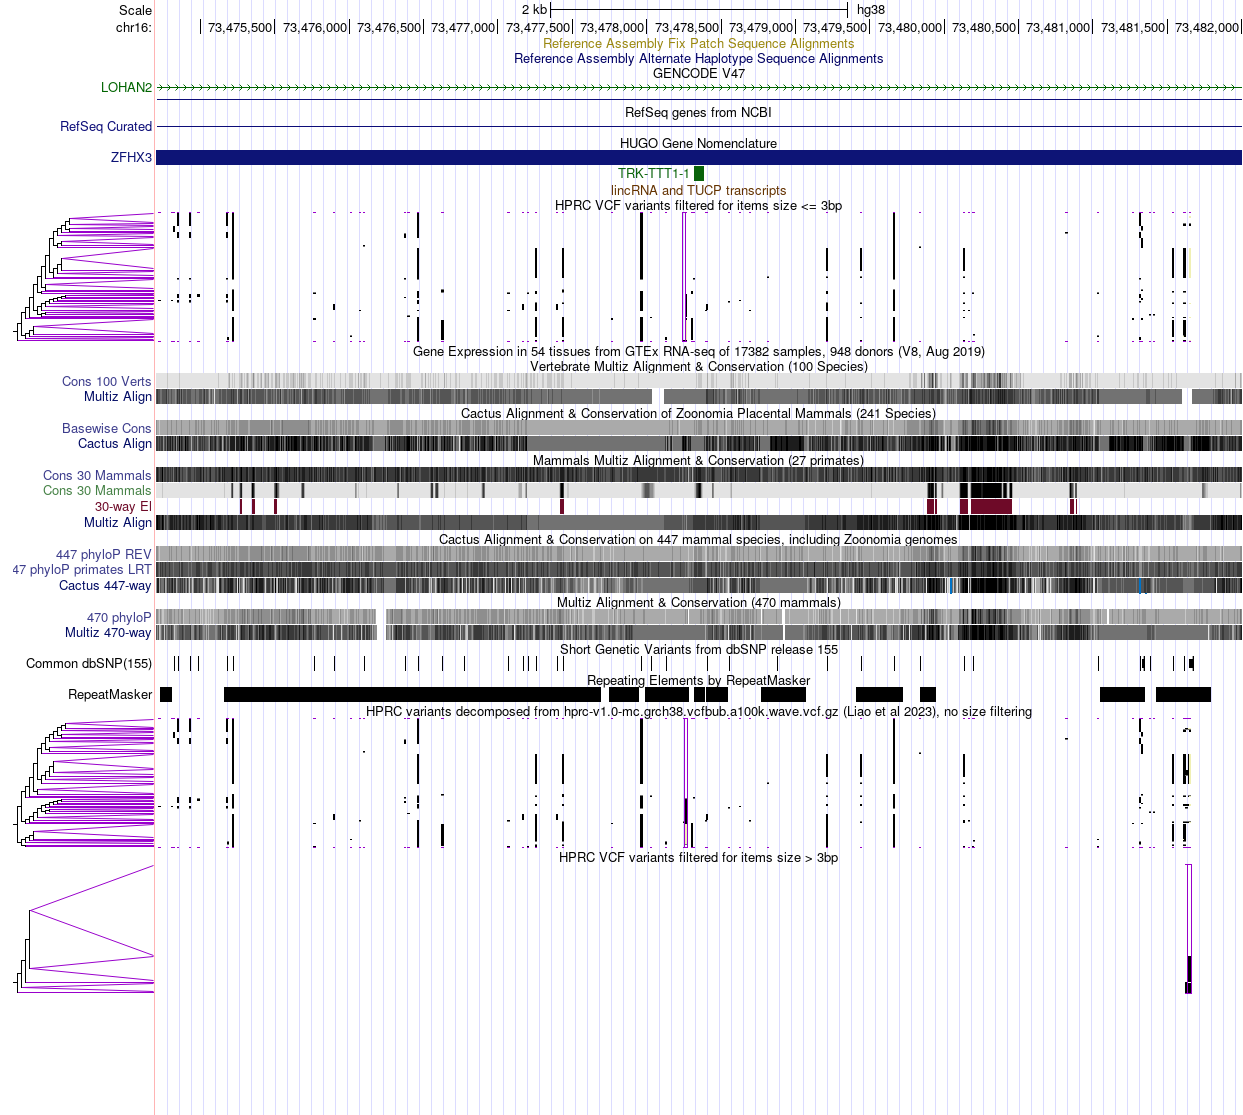 Scale 2 kb hg38
chr16: 73,475,500 73,476,000 73,476,500 73,477,000 73,477,500 73,478,000 73,478,500 73,479,000 73,479,500 73,480,000 73,480,500 73,481,000 73,481,500 73,482,000
Reference Assembly Fix Patch Sequence Alignments
Reference Assembly Alternate Haplotype Sequence Alignments
GENCODE V47
LOHAN2
RefSeq genes from NCBI
RefSeq Curated
HUGO Gene Nomenclature
ZFHX3
TRK-TTT1-1
lincRNA and TUCP transcripts
HPRC VCF variants filtered for items size <= 3bp
Gene Expression in 54 tissues from GTEx RNA-seq of 17382 samples, 948 donors (V8, Aug 2019)
Vertebrate Multiz Alignment & Conservation (100 Species)
Cons 100 Verts
Multiz Align
Cactus Alignment & Conservation of Zoonomia Placental Mammals (241 Species)
Basewise Cons
Cactus Align
Mammals Multiz Alignment & Conservation (27 primates)
Cons 30 Mammals
Cons 30 Mammals
30-way El
Multiz Align
Cactus Alignment & Conservation on 447 mammal species, including Zoonomia genomes
447 phyloP REV
47 phyloP primates LRT
Cactus 447-way
Multiz Alignment & Conservation (470 mammals)
470 phyloP
Multiz 470-way
Short Genetic Variants from dbSNP release 155
Common dbSNP(155)
Repeating Elements by RepeatMasker
RepeatMasker
HPRC variants decomposed from hprc-v1.0-mc.grch38.vcfbub.a100k.wave.vcf.gz (Liao et al 2023), no size filtering
HPRC VCF variants filtered for items size > 3bp